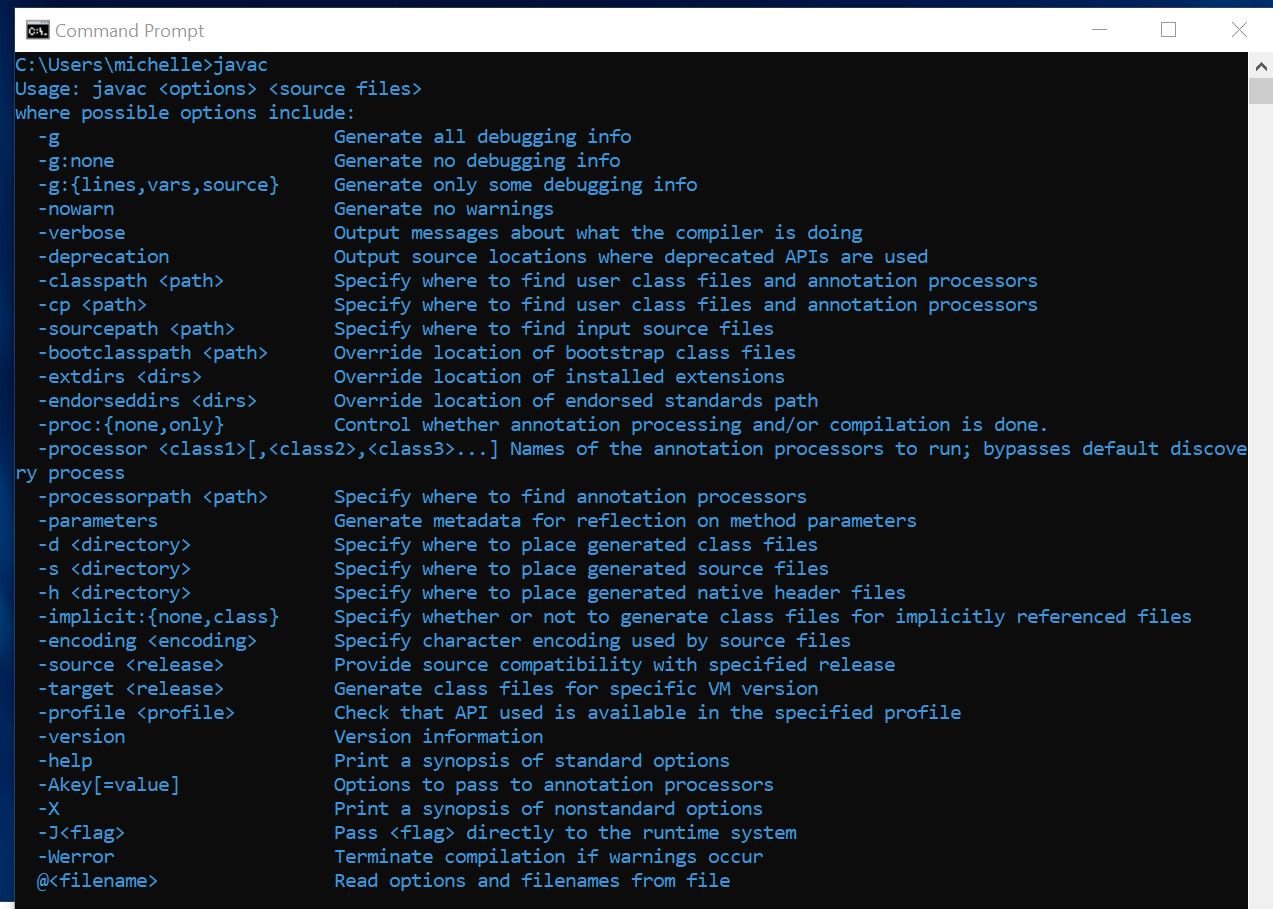 Command Prompt
C:\Users\michelle>javac
Usage: javac <options> <source files>
where possible options include:
  -g                         Generate all debugging info
  -g:none                    Generate no debugging info
  -g:{lines,vars,source}     Generate only some debugging info
  -nowarn                    Generate no warnings
  -verbose                   Output messages about what the compiler is doing
  -deprecation               Output source locations where deprecated APIs are used
  -classpath <path>          Specify where to find user class files and annotation processors
  -cp <path>                 Specify where to find user class files and annotation processors
  -sourcepath <path>         Specify where to find input source files
  -bootclasspath <path>      Override location of bootstrap class files
  -extdirs <dirs>            Override location of installed extensions
  -endorseddirs <dirs>       Override location of endorsed standards path
  -proc:{none,only}          Control whether annotation processing and/or compilation is done.
  -processor <class1>[,<class2>,<class3>...] Names of the annotation processors to run; bypasses default discove
ry process
  -processorpath <path>      Specify where to find annotation processors
  -parameters                Generate metadata for reflection on method parameters
  -d <directory>             Specify where to place generated class files
  -s <directory>             Specify where to place generated source files
  -h <directory>             Specify where to place generated native header files
  -implicit:{none,class}     Specify whether or not to generate class files for implicitly referenced files
  -encoding <encoding>       Specify character encoding used by source files
  -source <release>          Provide source compatibility with specified release
  -target <release>          Generate class files for specific VM version
  -profile <profile>         Check that API used is available in the specified profile
  -version                   Version information
  -help                      Print a synopsis of standard options
  -Akey[=value]              Options to pass to annotation processors
  -X                         Print a synopsis of nonstandard options
  -J<flag>                   Pass <flag> directly to the runtime system
  -Werror                    Terminate compilation if warnings occur
  @<filename>                Read options and filenames from file